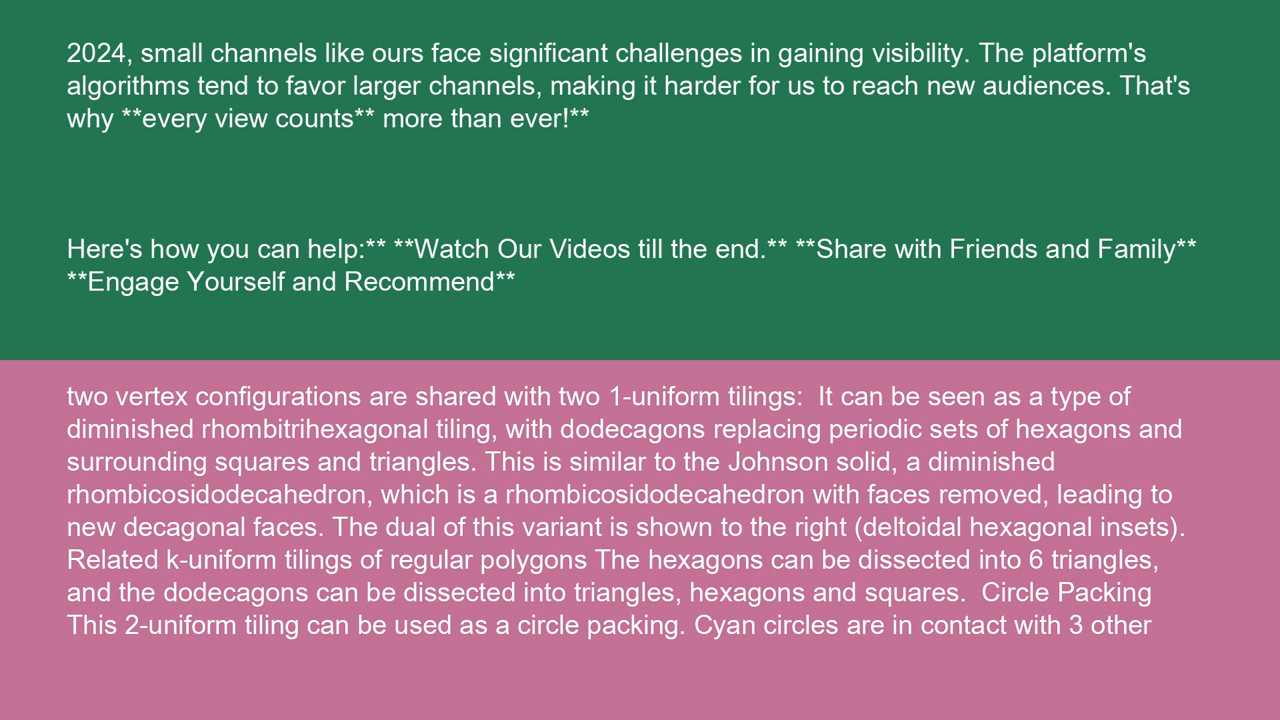 2024, small channels like ours face significant challenges in gaining visibility. The platform's
algorithms tend to favor larger channels, making it harder for us to reach new audiences. That's
why **every view counts** more than ever!**
Here's how you can help:** **Watch Our Videos till the end.** **Share with Friends and Family**
**Engage Yourself and Recommend**
two vertex configurations are shared with two 1-uniform tilings:  It can be seen as a type of
diminished rhombitrihexagonal tiling, with dodecagons replacing periodic sets of hexagons and
surrounding squares and triangles. This is similar to the Johnson solid, a diminished
rhombicosidodecahedron, which is a rhombicosidodecahedron with faces removed, leading to
new decagonal faces. The dual of this variant is shown to the right (deltoidal hexagonal insets).
Related k-uniform tilings of regular polygons The hexagons can be dissected into 6 triangles,
and the dodecagons can be dissected into triangles, hexagons and squares.  Circle Packing
This 2-uniform tiling can be used as a circle packing. Cyan circles are in contact with 3 other